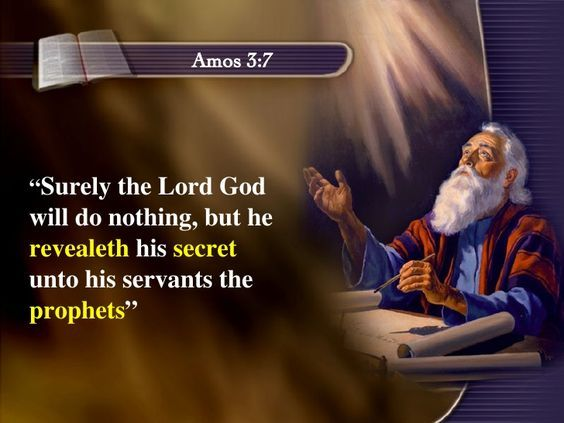 Amos 3:7
“Surely the Lord God
will do nothing, but he
revealeth his secret
unto his servants the
prophets”